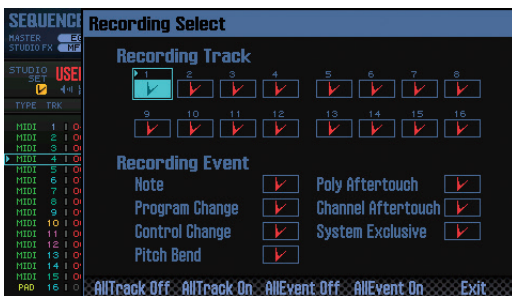 SEQUENCE
Recording Select
MASTER
STUDIO FX MF
STUDIO SET USE
Recording Track
1 2 3 4 5 6 7 8
9 10 11 12 13 14 15 16
TYPE TRK
MIDI 1
MIDI 2
MIDI 3
MIDI 4
MIDI 5
MIDI 6
MIDI 7
MIDI 8
MIDI 9
MIDI 10
MIDI 11
MIDI 12
MIDI 13
MIDI 14
MIDI 15
PAD 16
Recording Event
Note
Poly Aftertouch
Program Change
Channel Aftertouch
Control Change
System Exclusive
Pitch Bend
AllTrack Off AllTrack On AllEvent Off AllEvent On Exit